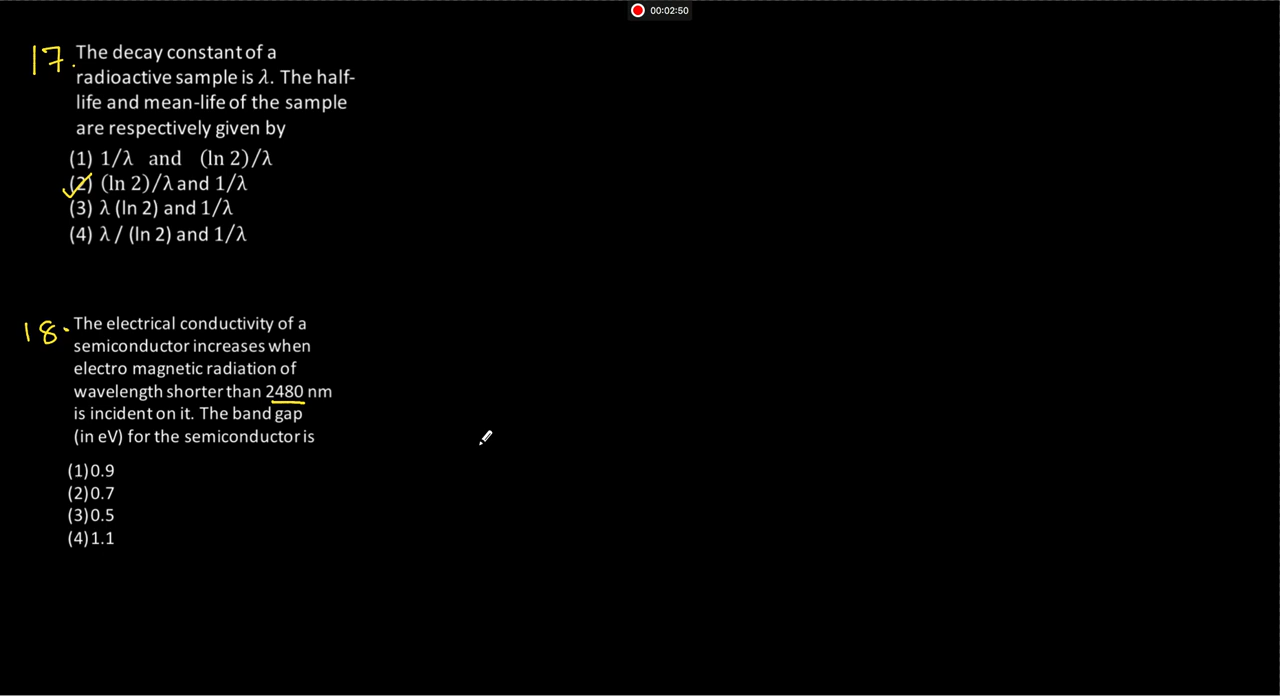 00:02:50
17. The decay constant of a
radioactive sample is λ. The half-
life and mean-life of the sample
are respectively given by
(1) 1/λ and (ln 2)/λ
(2) (ln 2)/λ and 1/λ
(3) λ (ln 2) and 1/λ
(4) λ / (ln 2) and 1/λ
18. The electrical conductivity of a
semiconductor increases when
electro magnetic radiation of
wavelength shorter than 2480 nm
is incident on it. The band gap
(in eV) for the semiconductor is
(1)0.9
(2)0.7
(3)0.5
(4)1.1